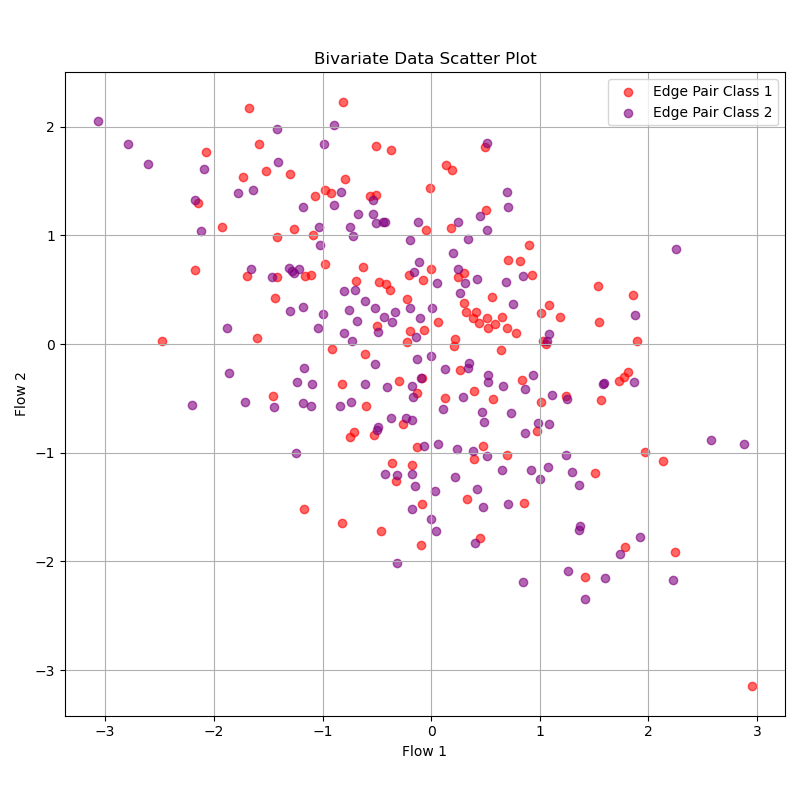 Bivariate Data Scatter Plot
Edge Pair Class 1
Edge Pair Class 2
Flow 2
2
1
0
−1
−2
−3
−3
−2
−1
0
1
2
3
Flow 1